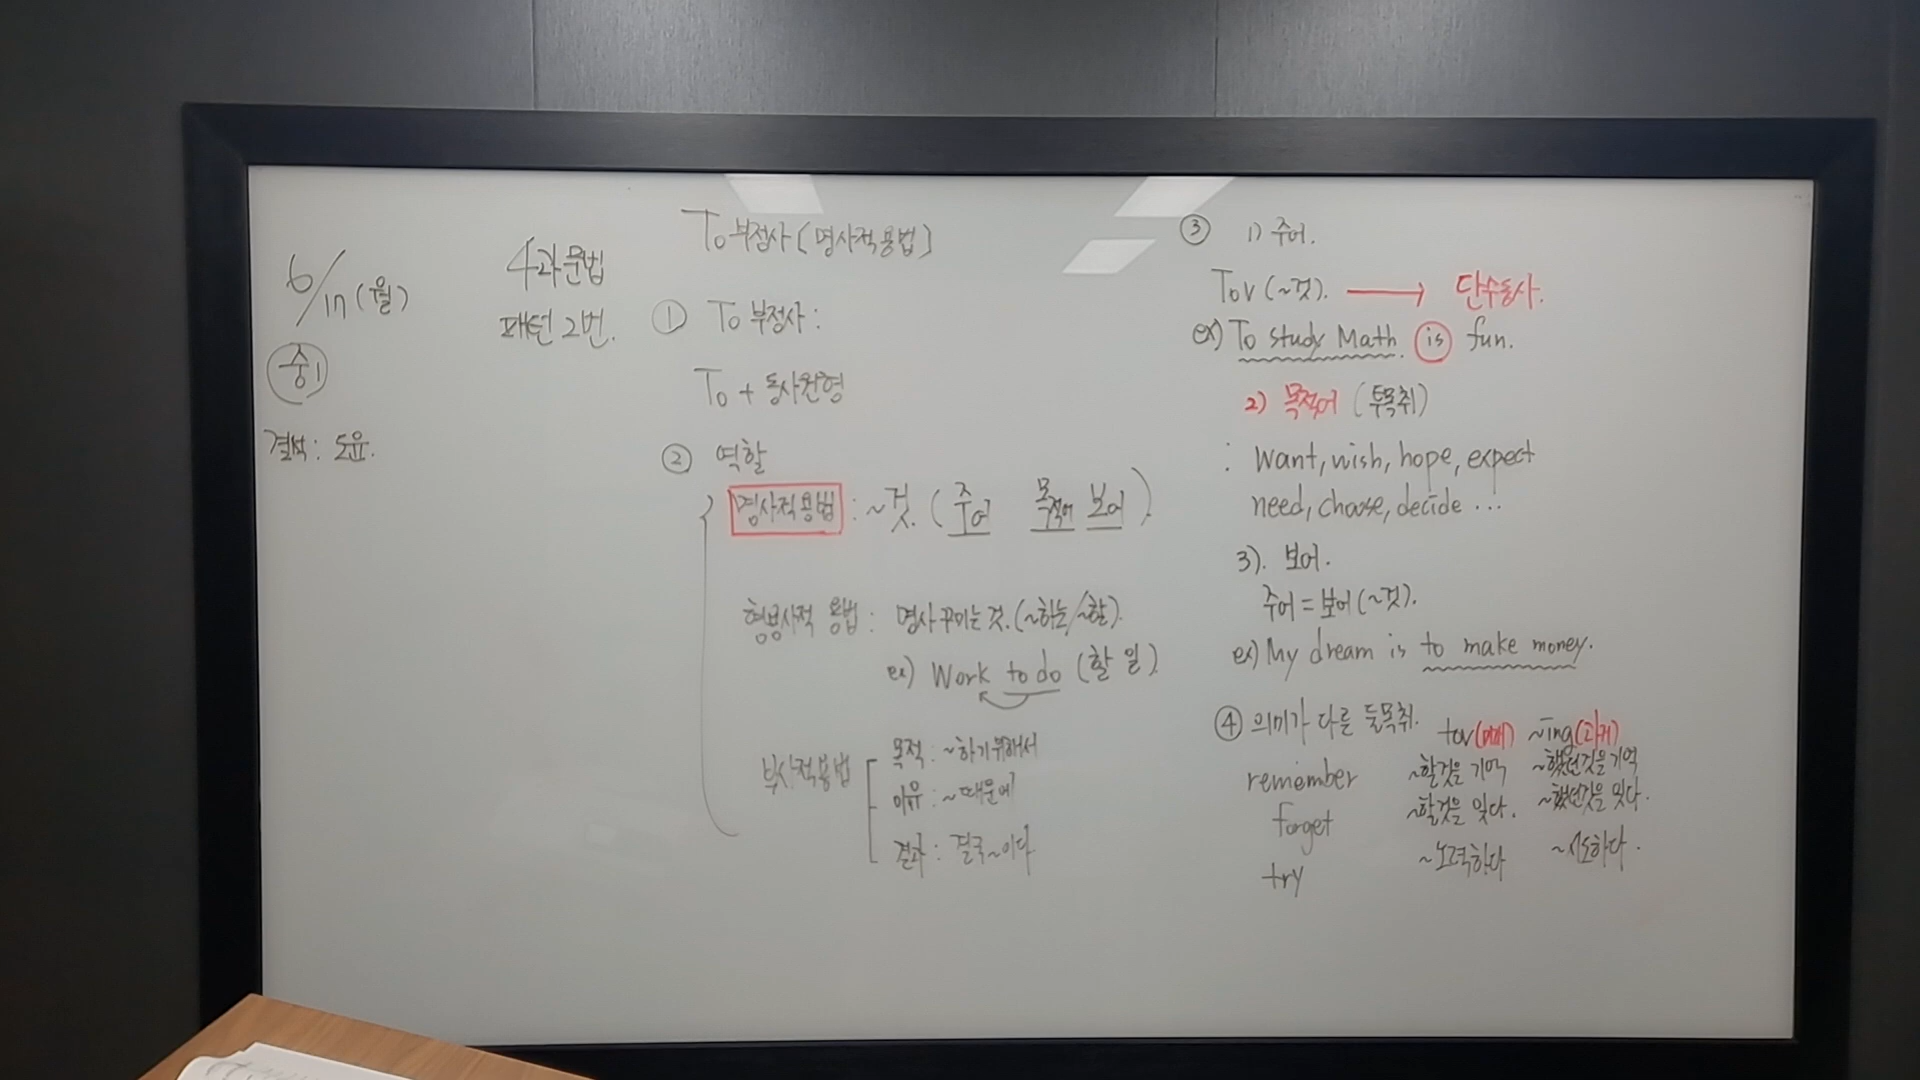 6/17(월)
중1
결석: 도윤.
4과문법
패턴 2번.
To부정사(명사적용법)
① To 부정사:
To + 동사원형
② 역할
명사적용법: ~것. (주어 목적어 보어).
형용사적 용법: 명사 꾸미는 것.(~하는/~할).
ex) Work to do (할 일).
부사적용법
목적: ~하기위해서
이유: ~때문에
결과: 결국~이다.
③ 1) 주어.
Tov (~것). → 단수동사.
ex) To study Math. is fun.
2) 목적어 (투목취)
: want, wish, hope, expect
need, choose, decide ...
3). 보어.
주어=보어(~것).
ex) My dream is to make money.
④ 의미가 다른 둘목취. tov(미래) ~ing(과거)
remember ~할것을 기억 ~했던것을 기억
forget ~할것을 잊다. ~했던것을 잊다.
try ~노력하다 ~시도하다.